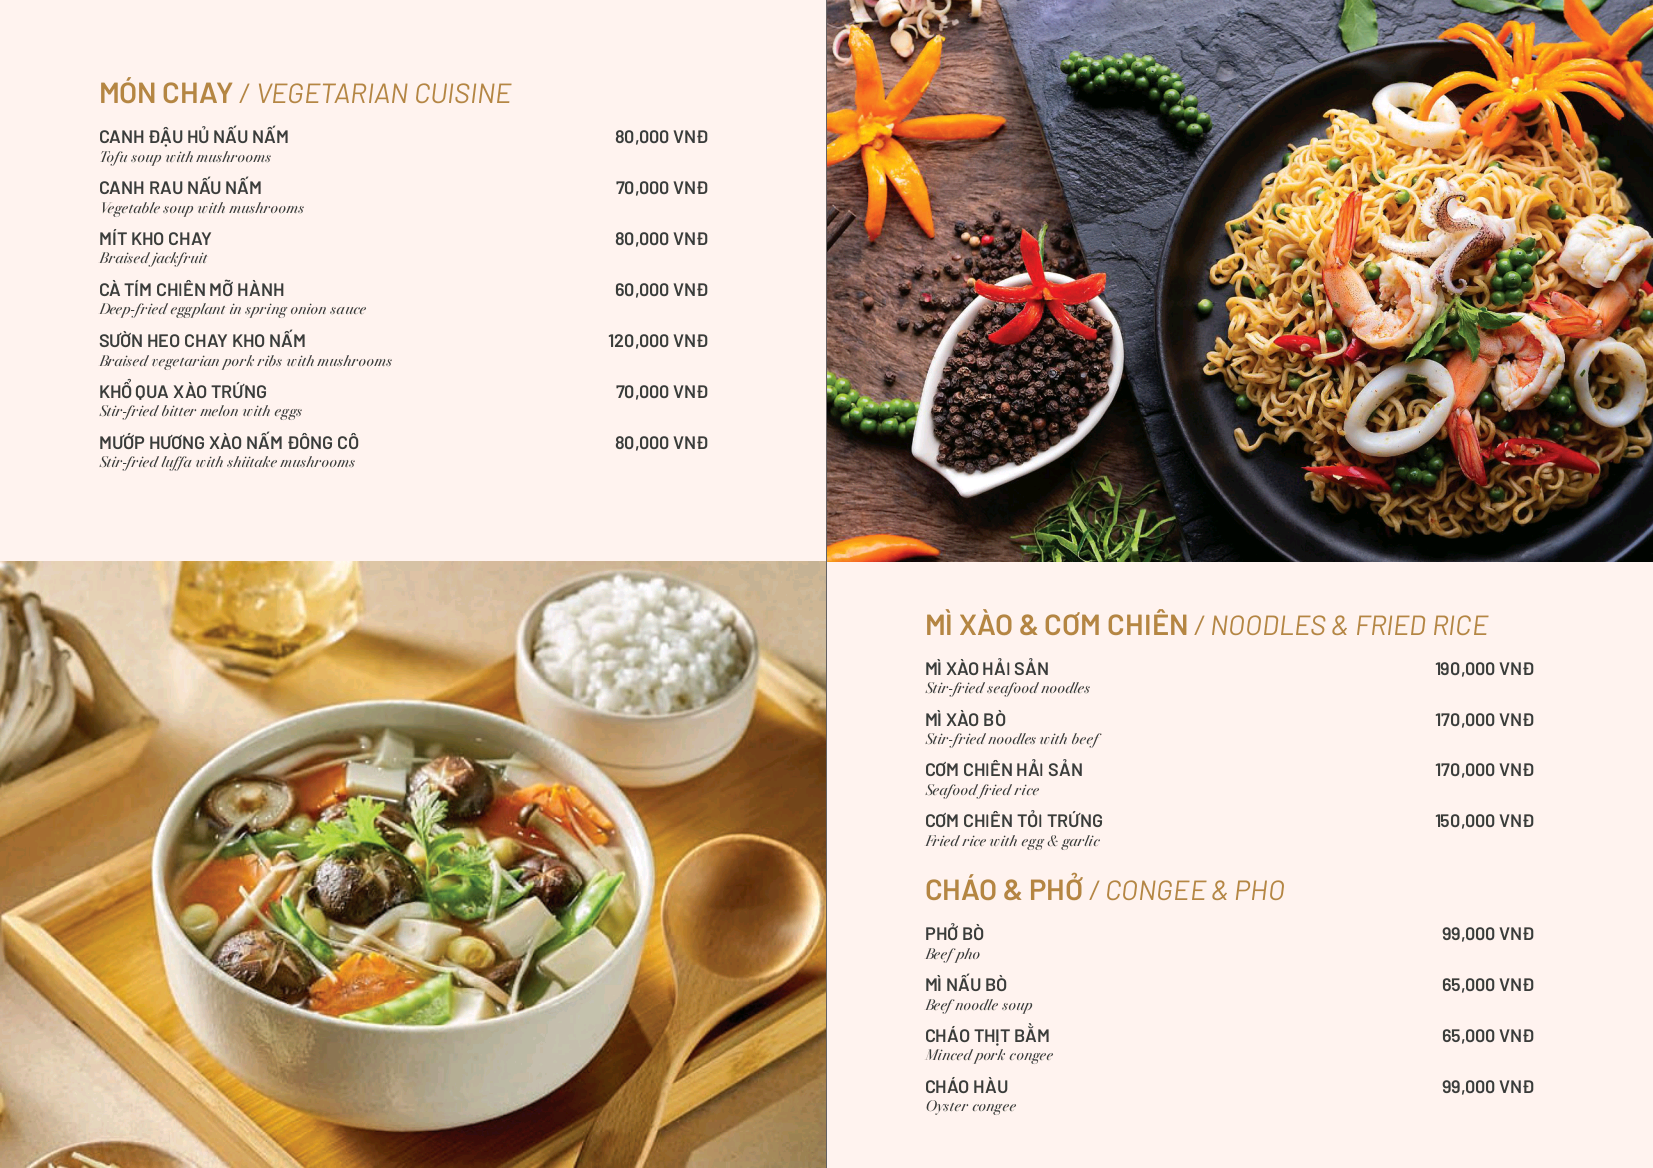 MÓN CHAY / VEGETARIAN CUISINE
CANH ĐẬU HỦ NẤU NẤM 80,000 VNĐ
Tofu soup with mushrooms
CANH RAU NẤU NẤM 70,000 VNĐ
Vegetable soup with mushrooms
MÍT KHO CHAY 80,000 VNĐ
Braised jackfruit
CÀ TÍM CHIÊN MỠ HÀNH 60,000 VNĐ
Deep-fried eggplant in spring onion sauce
SƯỜN HEO CHAY KHO NẤM 120,000 VNĐ
Braised vegetarian pork ribs with mushrooms
KHỔ QUA XÀO TRỨNG 70,000 VNĐ
Stir-fried bitter melon with eggs
MƯỚP HƯƠNG XÀO NẤM ĐÔNG CÔ 80,000 VNĐ
Stir-fried luffa with shiitake mushrooms
MÌ XÀO & CƠM CHIÊN / NOODLES & FRIED RICE
MÌ XÀO HẢI SẢN 190,000 VNĐ
Stir-fried seafood noodles
MÌ XÀO BÒ 170,000 VNĐ
Stir-fried noodles with beef
CƠM CHIÊN HẢI SẢN 170,000 VNĐ
Seafood fried rice
CƠM CHIÊN TỎI TRỨNG 150,000 VNĐ
Fried rice with egg & garlic
CHÁO & PHỞ / CONGEE & PHO
PHỞ BÒ 99,000 VNĐ
Beef pho
MÌ NẤU BÒ 65,000 VNĐ
Beef noodle soup
CHÁO THỊT BẰM 65,000 VNĐ
Minced pork congee
CHÁO HÀU 99,000 VNĐ
Oyster congee